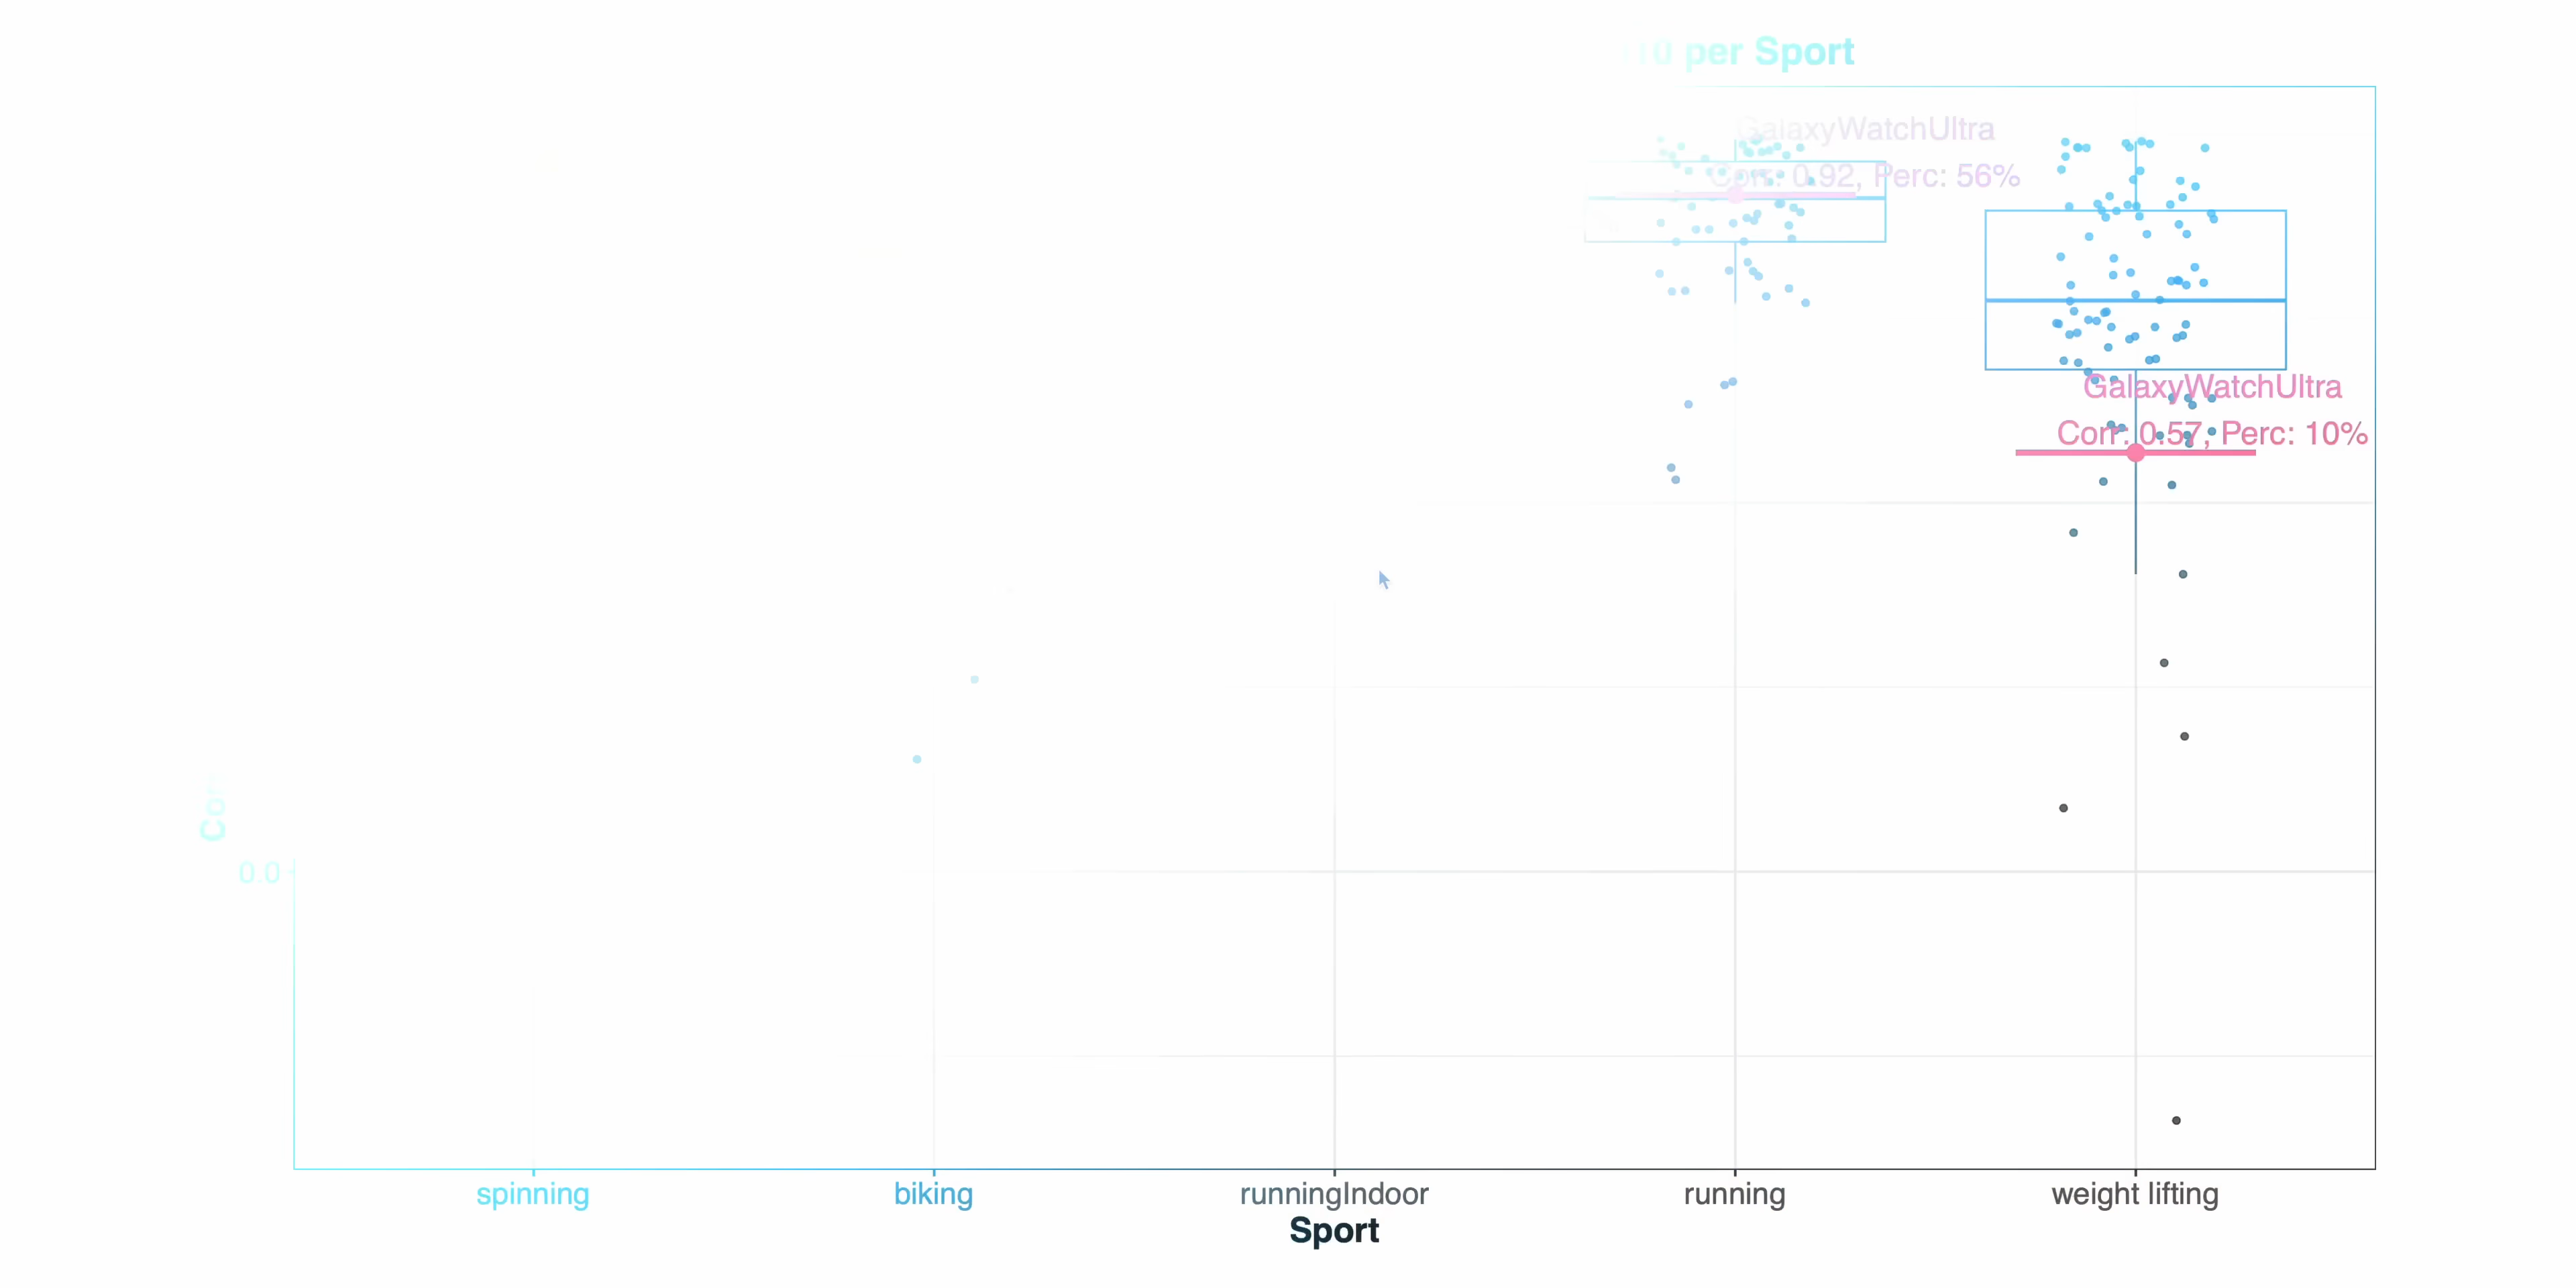 per Sport
GalaxyWatchUltra
Corr: 0.92, Perc: 56%
GalaxyWatchUltra
Corr: 0.57, Perc: 10%
0.0
spinning
biking
runningIndoor
running
weight lifting
Sport